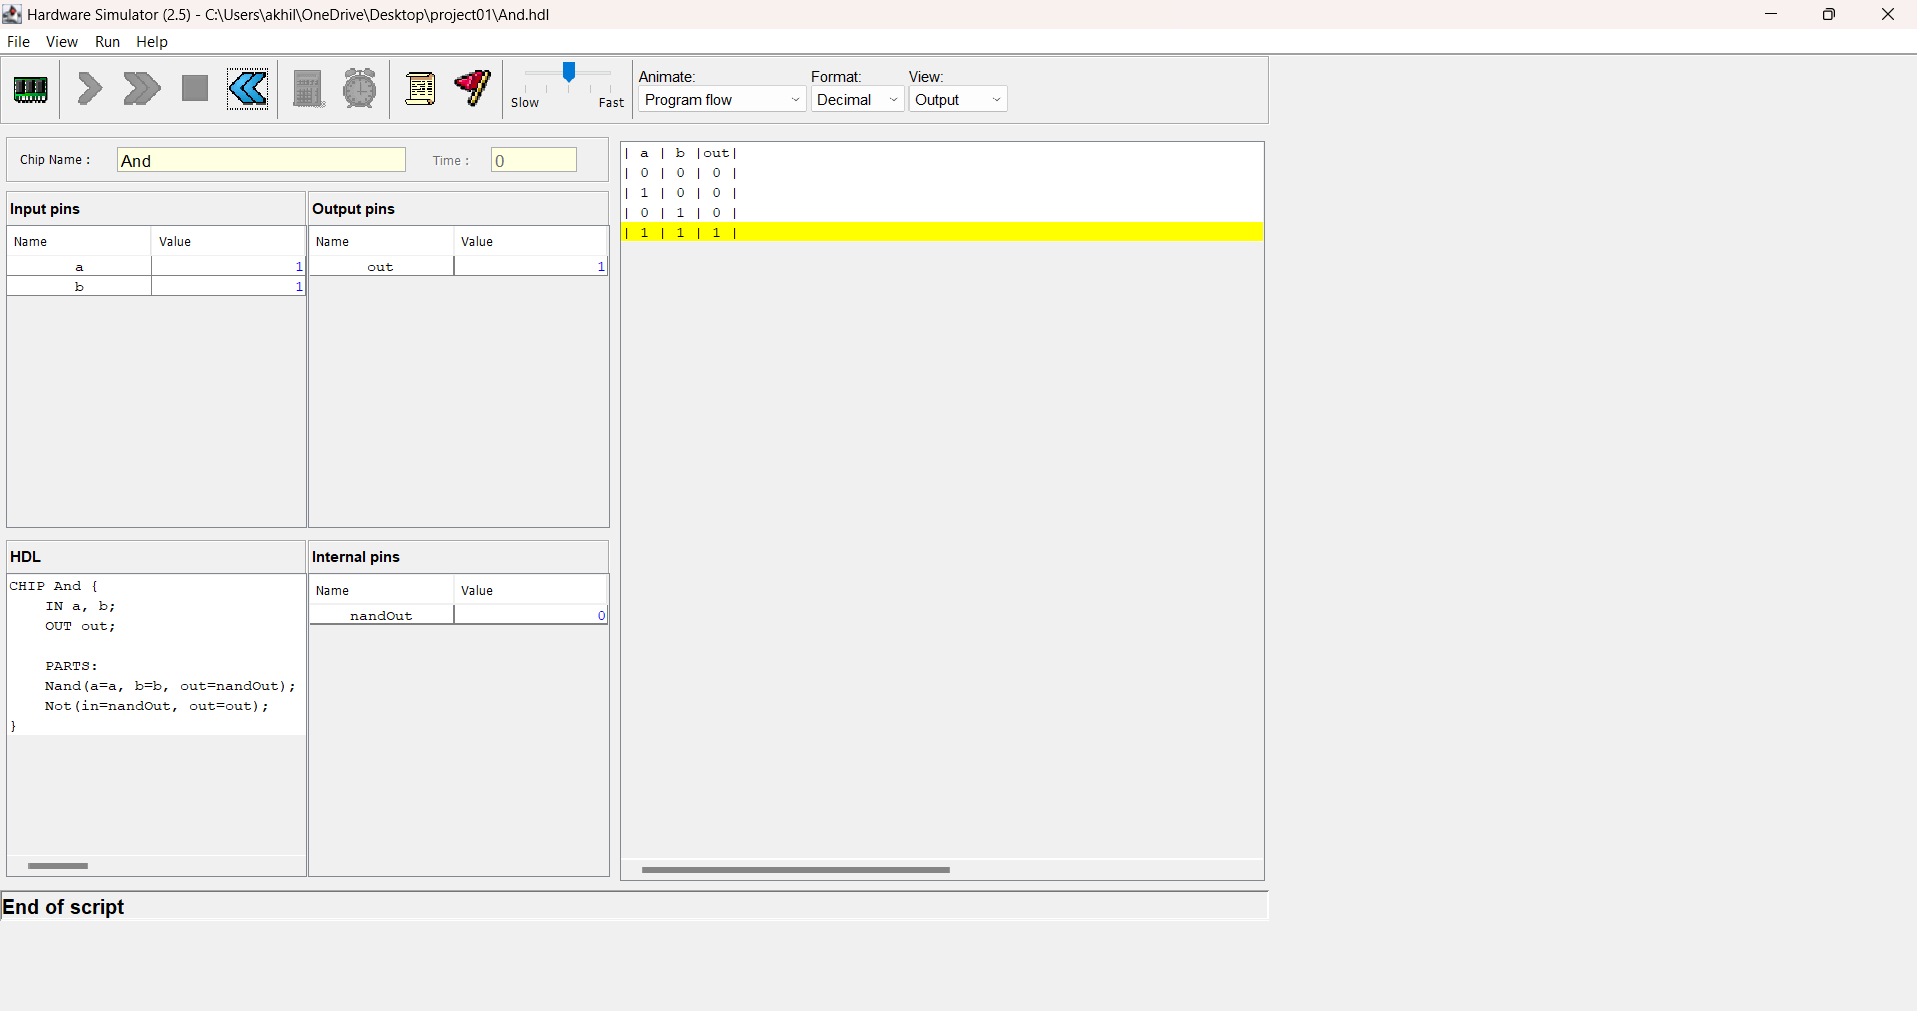 Hardware Simulator (2.5) - C:\Users\akhil\OneDrive\Desktop\project01\And.hdl
File View Run Help
Slow Fast
Animate: Format: View:
Program flow Decimal Output
Chip Name : And Time : 0
Input pins
Name Value
a 1
b 1
Output pins
Name Value
out 1
HDL
CHIP And {
    IN a, b;
    OUT out;

    PARTS:
    Nand(a=a, b=b, out=nandOut);
    Not(in=nandOut, out=out);
}
Internal pins
Name Value
nandOut 0
| a | b |out|
| 0 | 0 | 0 |
| 1 | 0 | 0 |
| 0 | 1 | 0 |
| 1 | 1 | 1 |
End of script